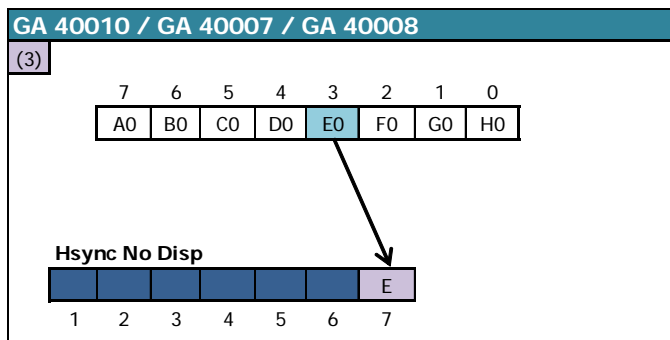 GA 40010 / GA 40007 / GA 40008
(3)
7 6 5 4 3 2 1 0
A0 B0 C0 D0 E0 F0 G0 H0
Hsync No Disp
E
1 2 3 4 5 6 7